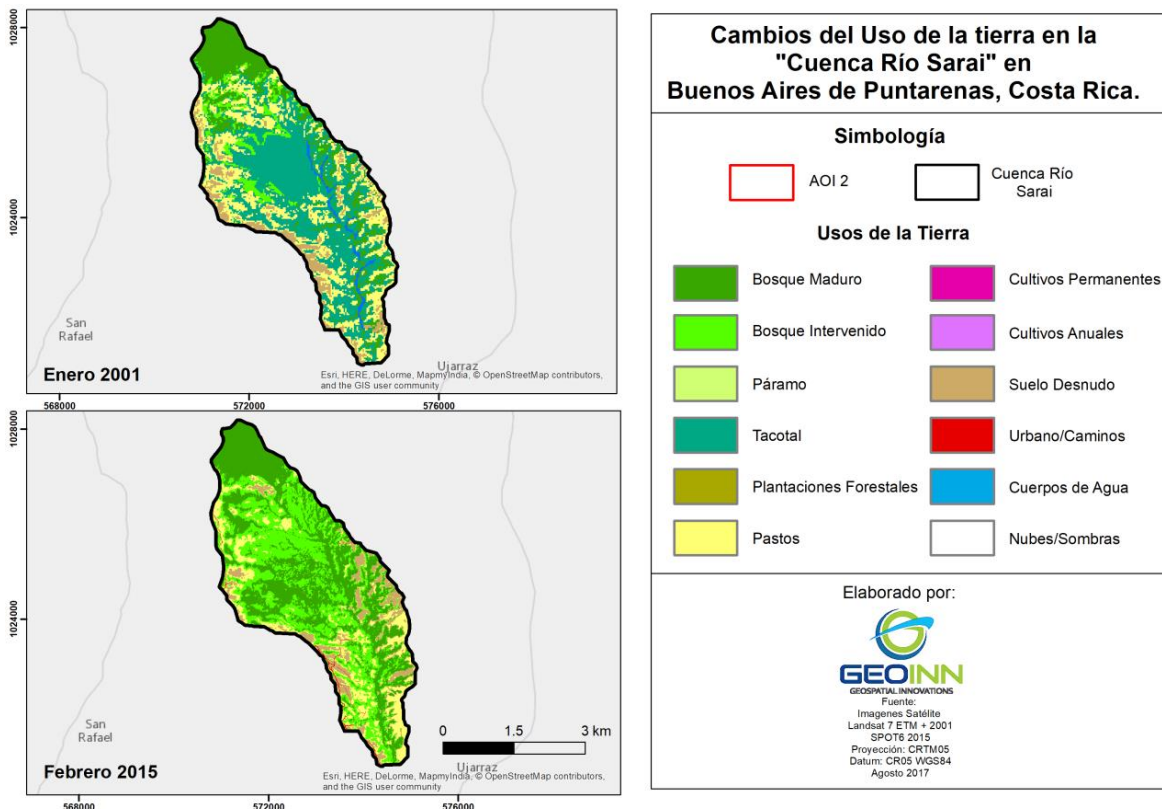 1028000
1024000
San
Rafael
Enero 2001
Ujarraz
Esri, HERE, DeLorme, MapmyIndia, © OpenStreetMap contributors,
and the GIS user community
568000
572000
576000
1028000
1024000
San
Rafael
Febrero 2015
0 1.5 3 km
Ujarraz
Esri, HERE, DeLorme, MapmyIndia, © OpenStreetMap contributors,
and the GIS user community
568000
572000
576000
Cambios del Uso de la tierra en la
"Cuenca Río Sarai" en
Buenos Aires de Puntarenas, Costa Rica.
Simbología
AOI 2
Cuenca Río
Sarai
Usos de la Tierra
Bosque Maduro
Cultivos Permanentes
Bosque Intervenido
Cultivos Anuales
Páramo
Suelo Desnudo
Tacotal
Urbano/Caminos
Plantaciones Forestales
Cuerpos de Agua
Pastos
Nubes/Sombras
Elaborado por:
GEOINN
GEOSPATIAL INNOVATIONS
Fuente:
Imagenes Satélite
Landsat 7 ETM + 2001
SPOT6 2015
Proyección: CRTM05
Datum: CR05 WGS84
Agosto 2017